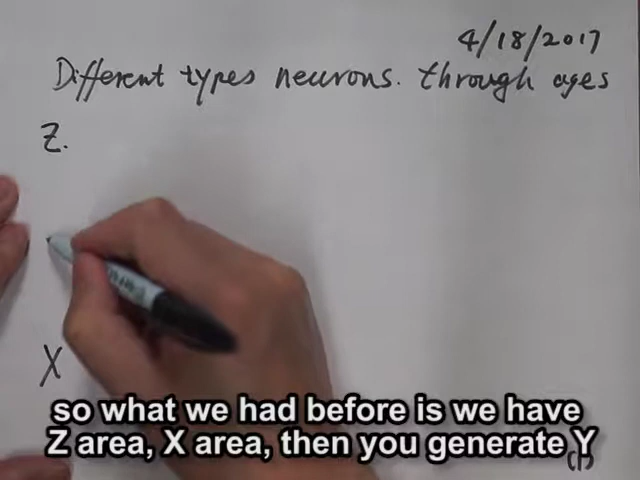 4/18/2017
Different types neurons. through ages
Z.
X
so what we had before is we have
Z area, X area, then you generate Y
(1)